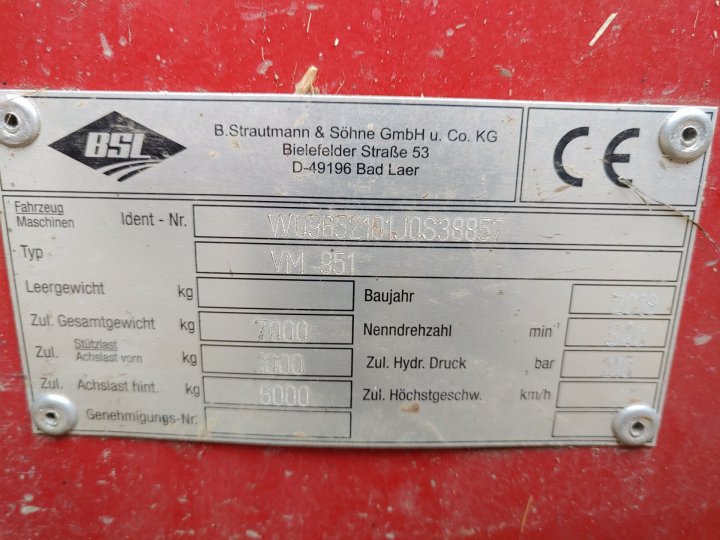 BSL
B.Strautmann & Söhne GmbH u. Co. KG
Bielefelder Straße 53
D-49196 Bad Laer
CE
Fahrzeug
Maschinen
Ident - Nr.
Typ
VM 951
Leergewicht kg
Baujahr
Zul. Gesamtgewicht kg 7000
Nenndrehzahl min⁻¹
Zul. Stützlast
Achslast vorn kg 1600
Zul. Hydr. Druck bar
Zul. Achslast hint. kg 6000
Zul. Höchstgeschw. km/h
Genehmigungs-Nr.